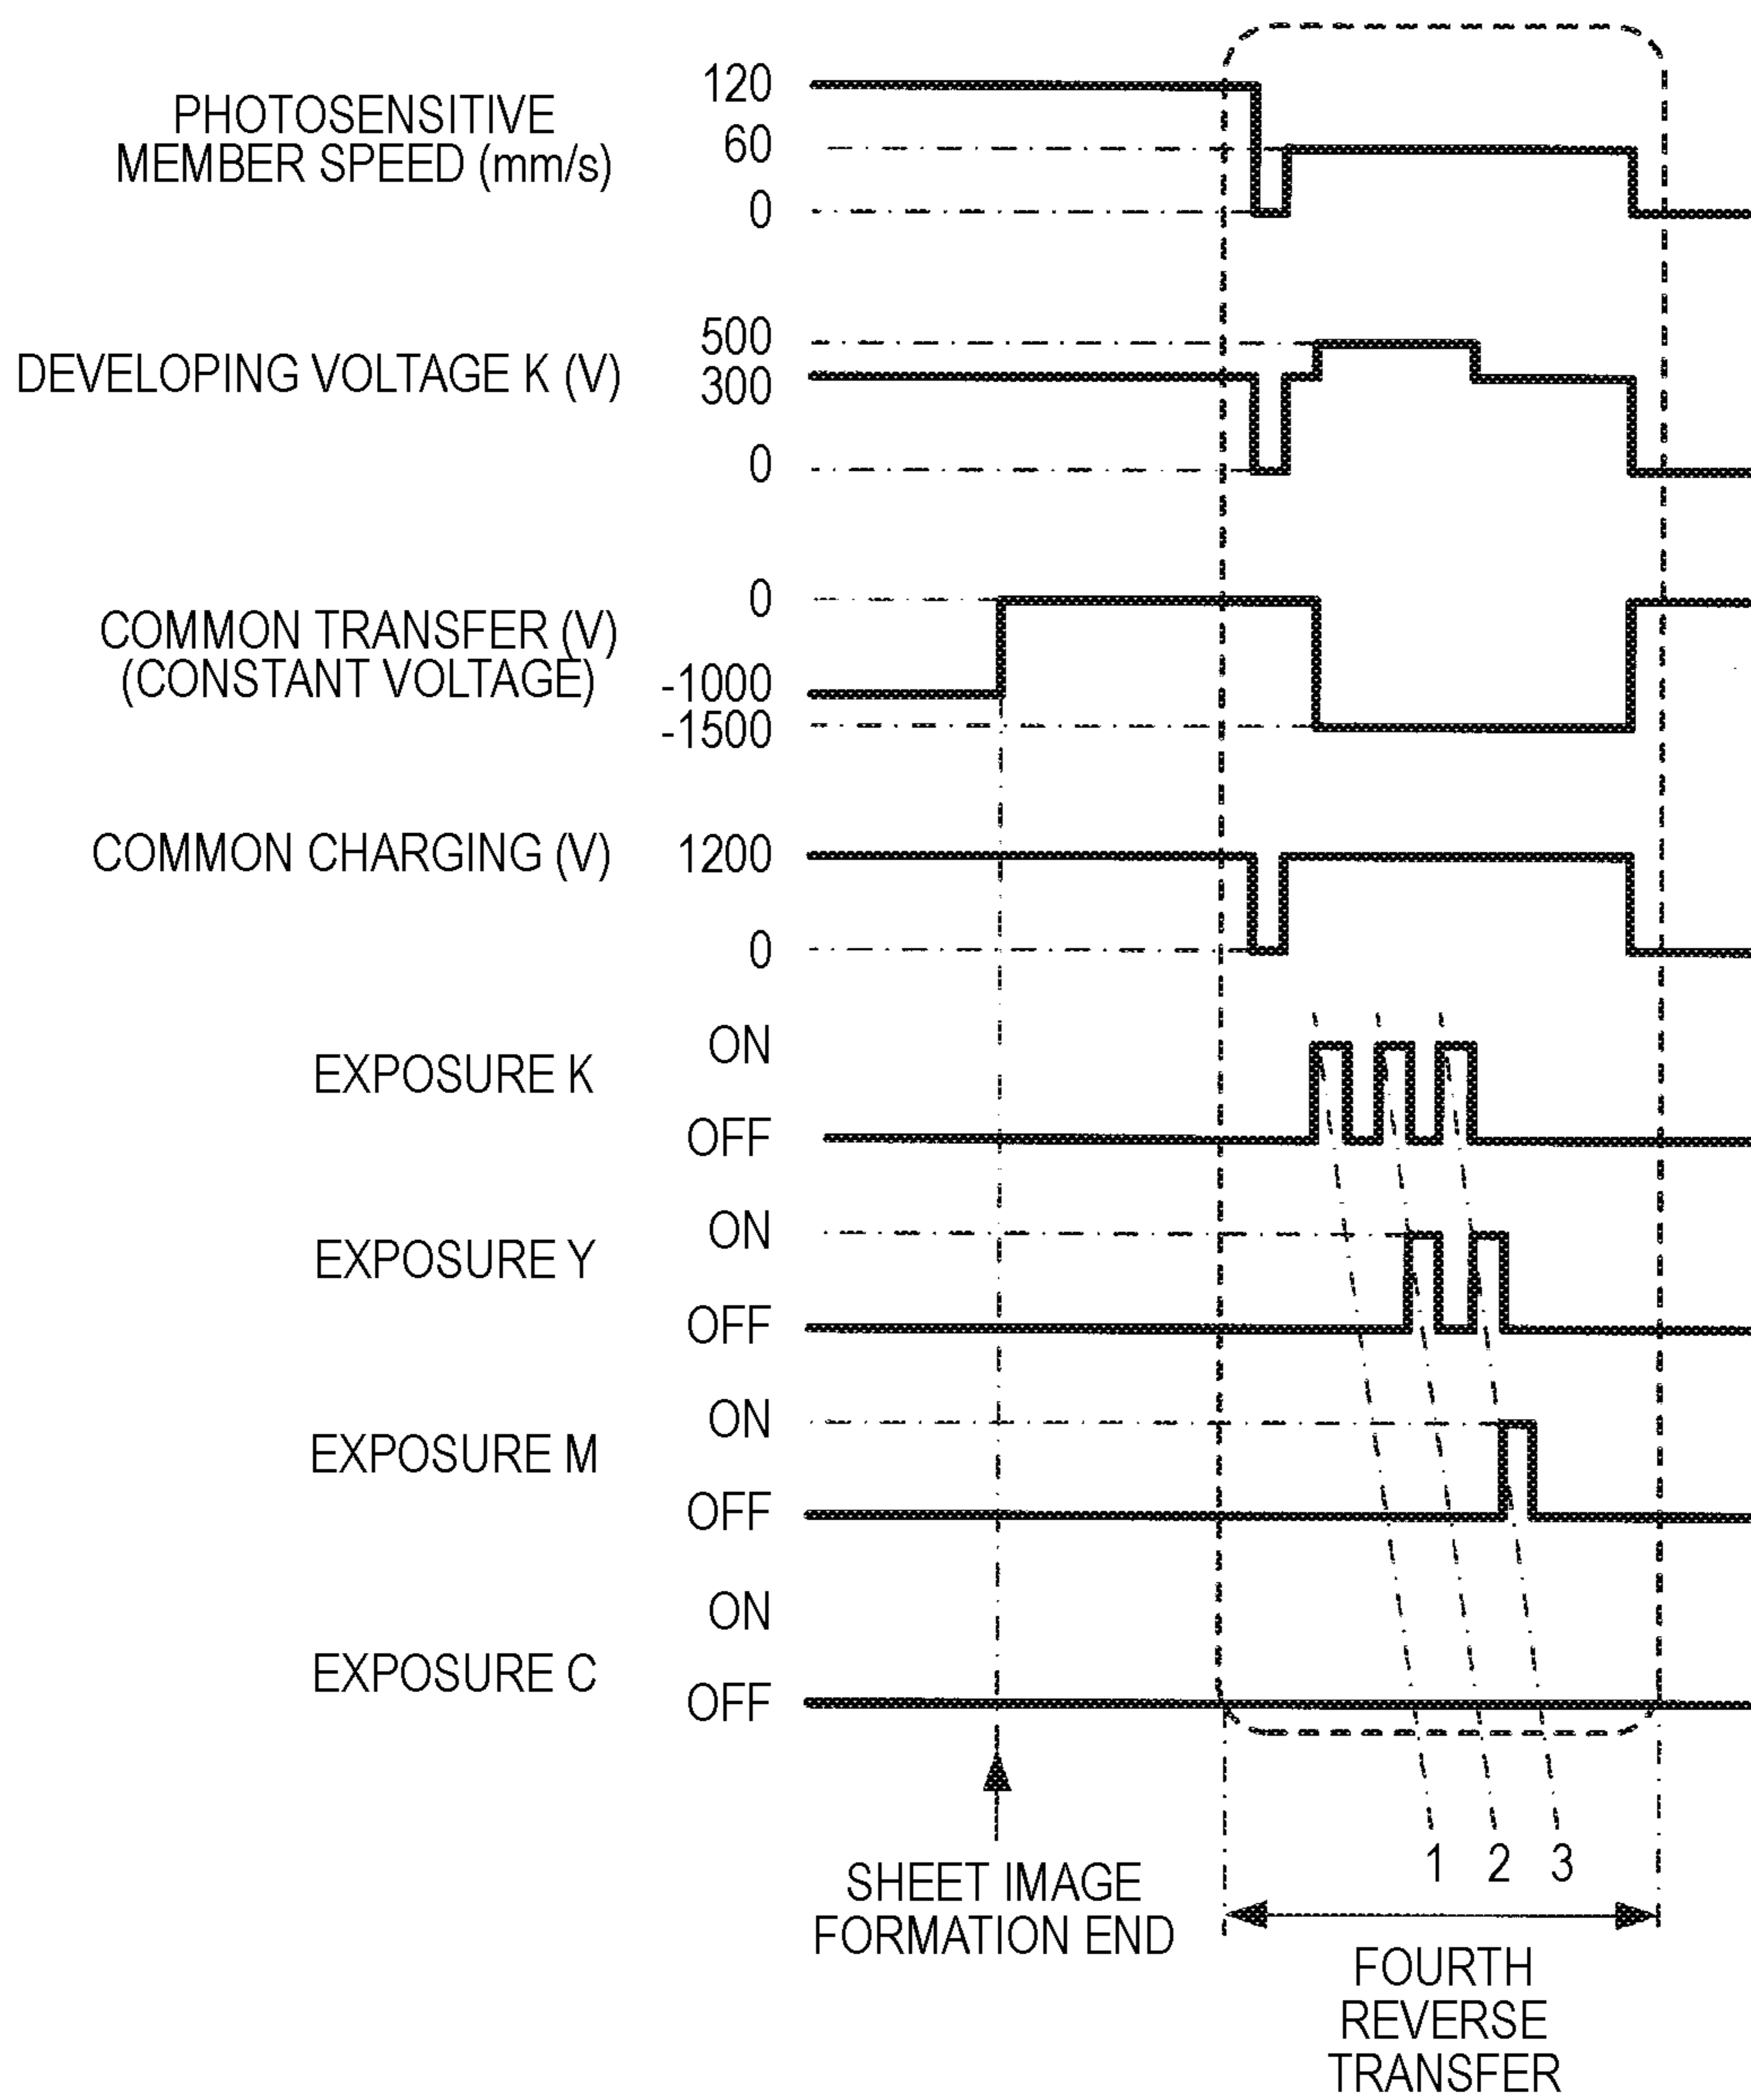 PHOTOSENSITIVE
MEMBER SPEED (mm/s)
120
60
0
DEVELOPING VOLTAGE K (V)
500
300
0
COMMON TRANSFER (V)
(CONSTANT VOLTAGE)
0
-1000
-1500
COMMON CHARGING (V)
1200
0
EXPOSURE K
ON
OFF
EXPOSURE Y
ON
OFF
EXPOSURE M
ON
OFF
EXPOSURE C
ON
OFF
1 2 3
SHEET IMAGE
FORMATION END
FOURTH
REVERSE
TRANSFER